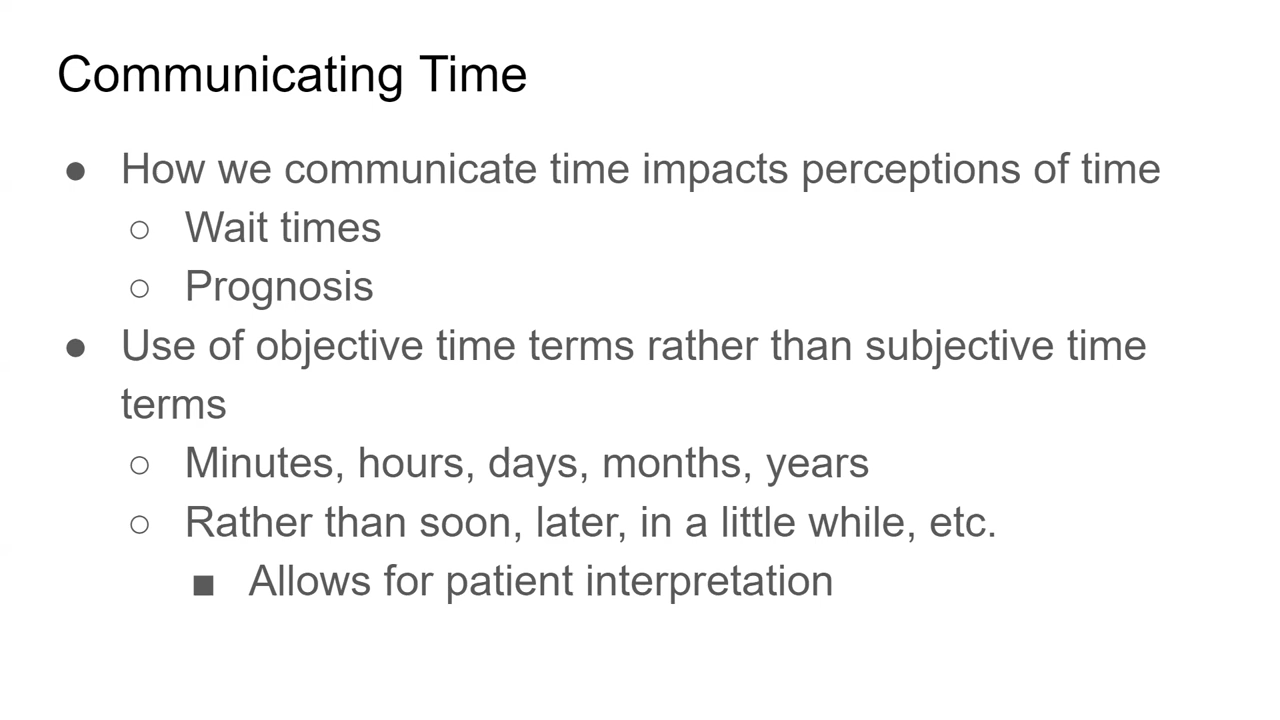 Communicating Time
● How we communicate time impacts perceptions of time
○ Wait times
○ Prognosis
● Use of objective time terms rather than subjective time
terms
○ Minutes, hours, days, months, years
○ Rather than soon, later, in a little while, etc.
■ Allows for patient interpretation